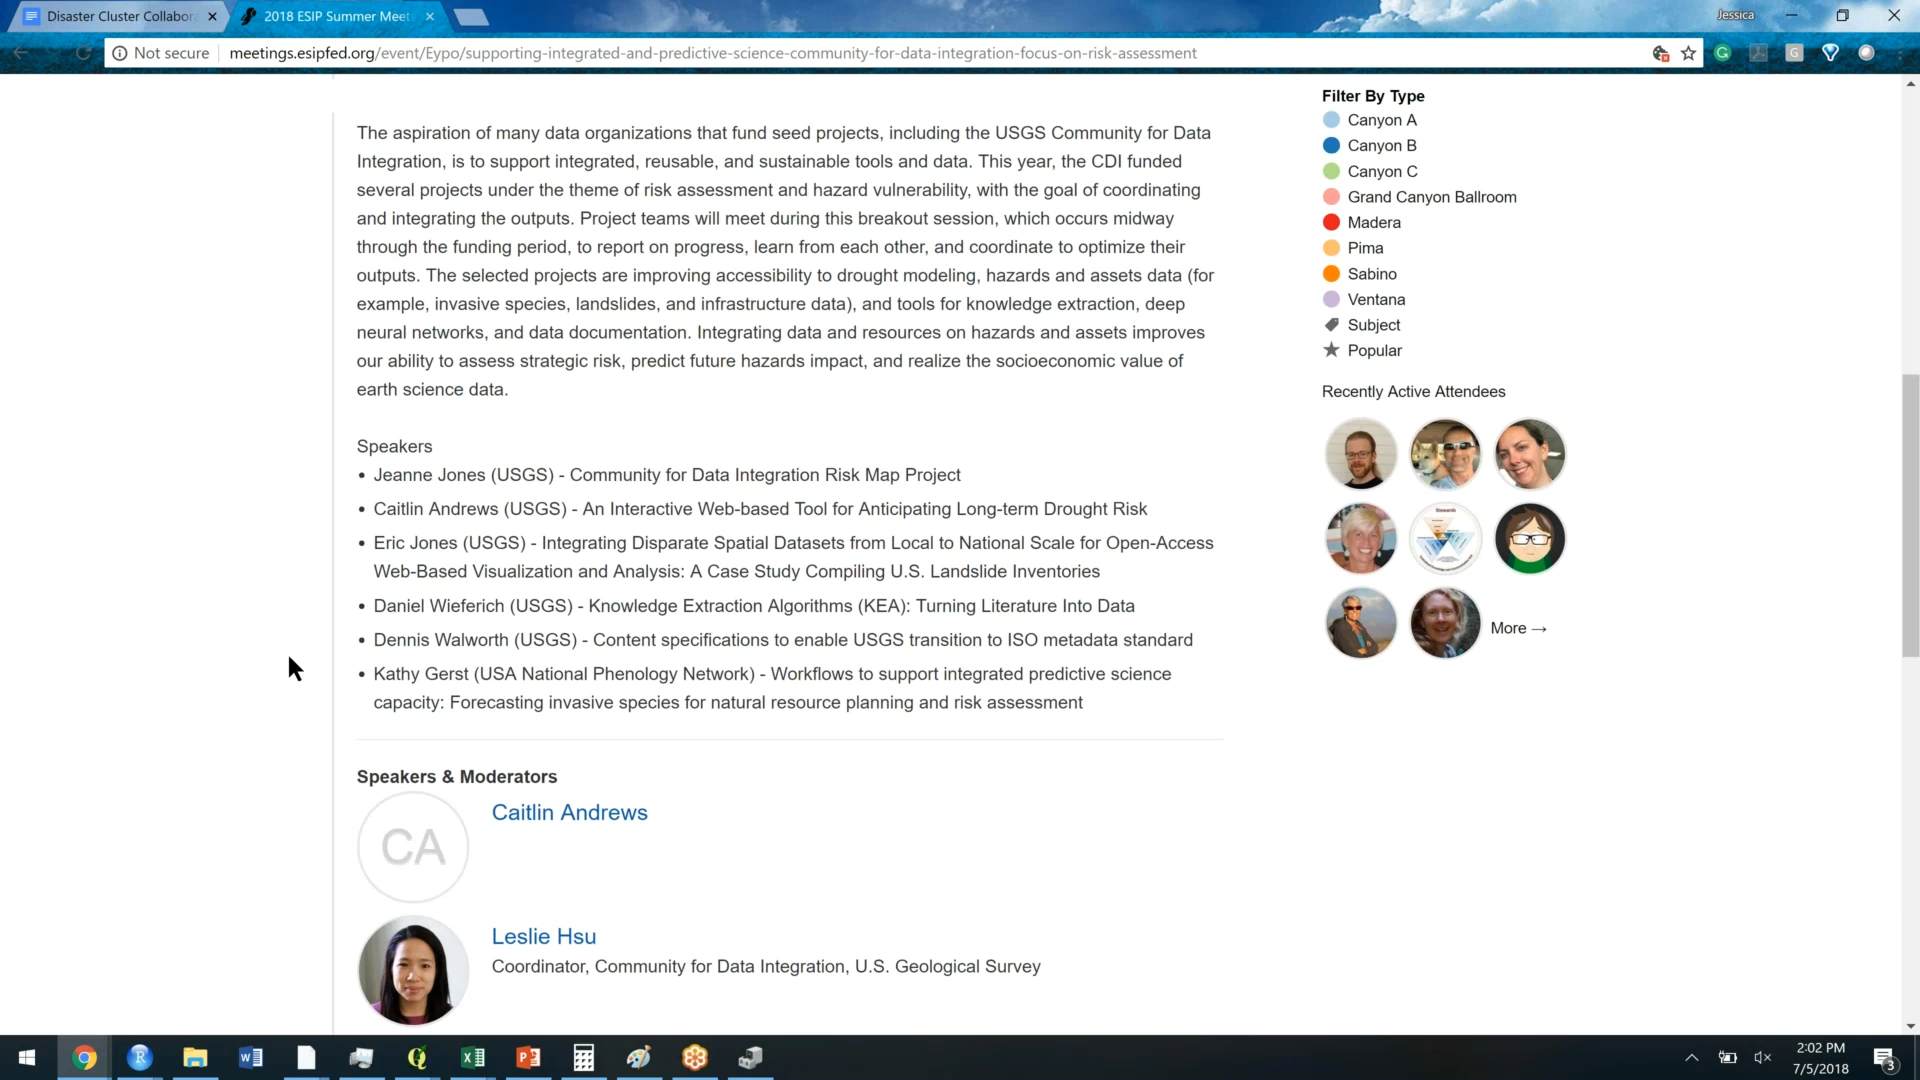 Disaster Cluster Collabora
2018 ESIP Summer Meet
Jessica
Not secure
meetings.esipfed.org/event/Eypo/supporting-integrated-and-predictive-science-community-for-data-integration-focus-on-risk-assessment
The aspiration of many data organizations that fund seed projects, including the USGS Community for Data
Integration, is to support integrated, reusable, and sustainable tools and data. This year, the CDI funded
several projects under the theme of risk assessment and hazard vulnerability, with the goal of coordinating
and integrating the outputs. Project teams will meet during this breakout session, which occurs midway
through the funding period, to report on progress, learn from each other, and coordinate to optimize their
outputs. The selected projects are improving accessibility to drought modeling, hazards and assets data (for
example, invasive species, landslides, and infrastructure data), and tools for knowledge extraction, deep
neural networks, and data documentation. Integrating data and resources on hazards and assets improves
our ability to assess strategic risk, predict future hazards impact, and realize the socioeconomic value of
earth science data.
Speakers
• Jeanne Jones (USGS) - Community for Data Integration Risk Map Project
• Caitlin Andrews (USGS) - An Interactive Web-based Tool for Anticipating Long-term Drought Risk
• Eric Jones (USGS) - Integrating Disparate Spatial Datasets from Local to National Scale for Open-Access
Web-Based Visualization and Analysis: A Case Study Compiling U.S. Landslide Inventories
• Daniel Wieferich (USGS) - Knowledge Extraction Algorithms (KEA): Turning Literature Into Data
• Dennis Walworth (USGS) - Content specifications to enable USGS transition to ISO metadata standard
• Kathy Gerst (USA National Phenology Network) - Workflows to support integrated predictive science
capacity: Forecasting invasive species for natural resource planning and risk assessment
Speakers & Moderators
CA
Caitlin Andrews
Leslie Hsu
Coordinator, Community for Data Integration, U.S. Geological Survey
Filter By Type
Canyon A
Canyon B
Canyon C
Grand Canyon Ballroom
Madera
Pima
Sabino
Ventana
Subject
Popular
Recently Active Attendees
Stewards
More →
2:02 PM
7/5/2018
3